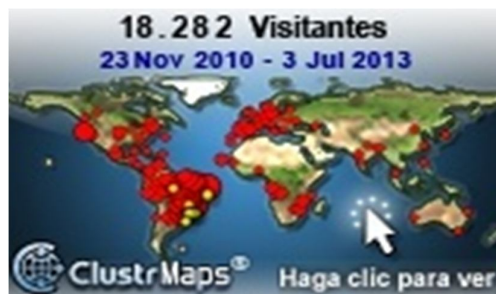 18.282 Visitantes
23 Nov 2010 - 3 Jul 2013
ClustrMaps®
Haga clic para ver